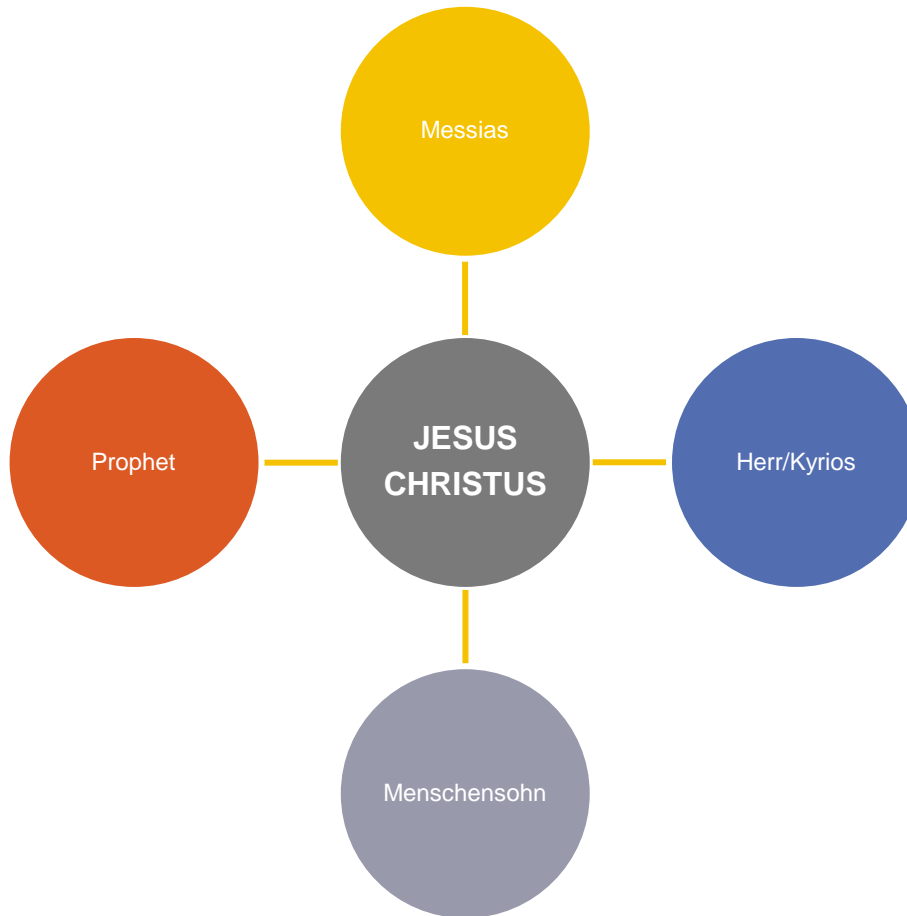 Messias
Prophet
JESUS
CHRISTUS
Herr/Kyrios
Menschensohn